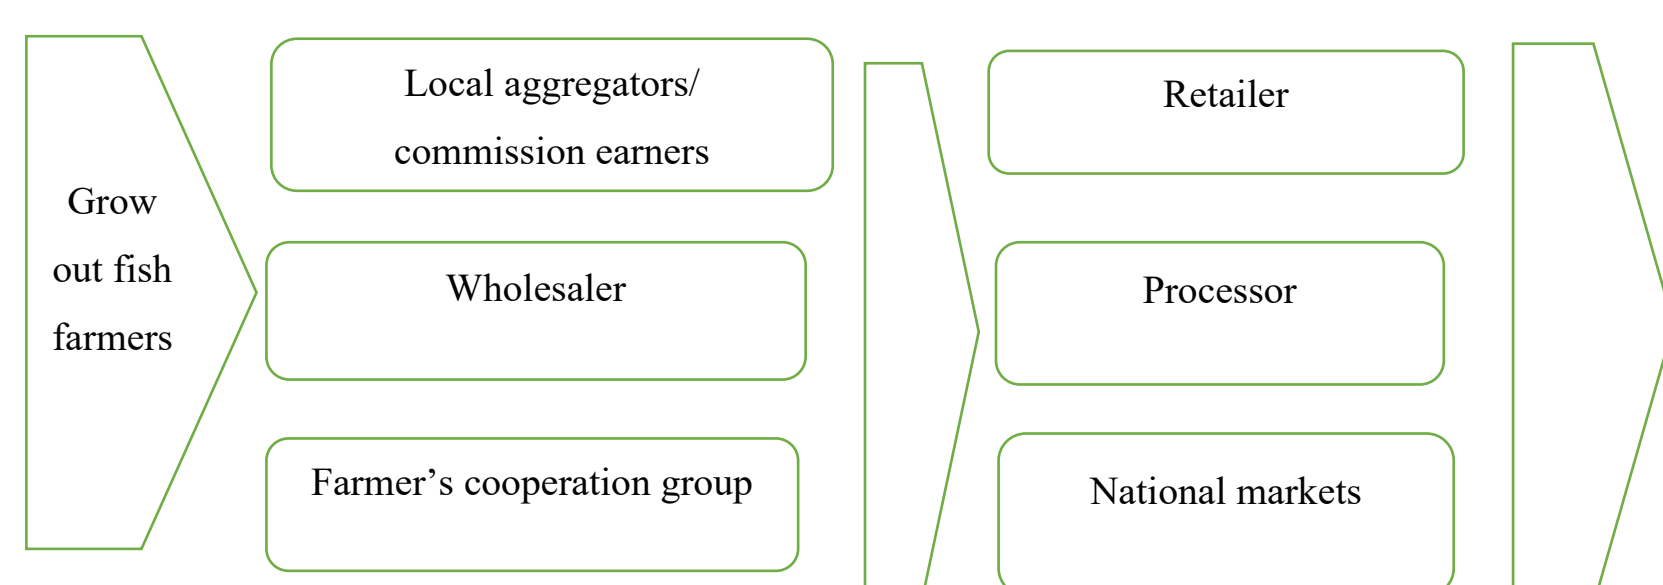 Grow
out fish
farmers
Local aggregators/
commission earners
Wholesaler
Farmer’s cooperation group
Retailer
Processor
National markets